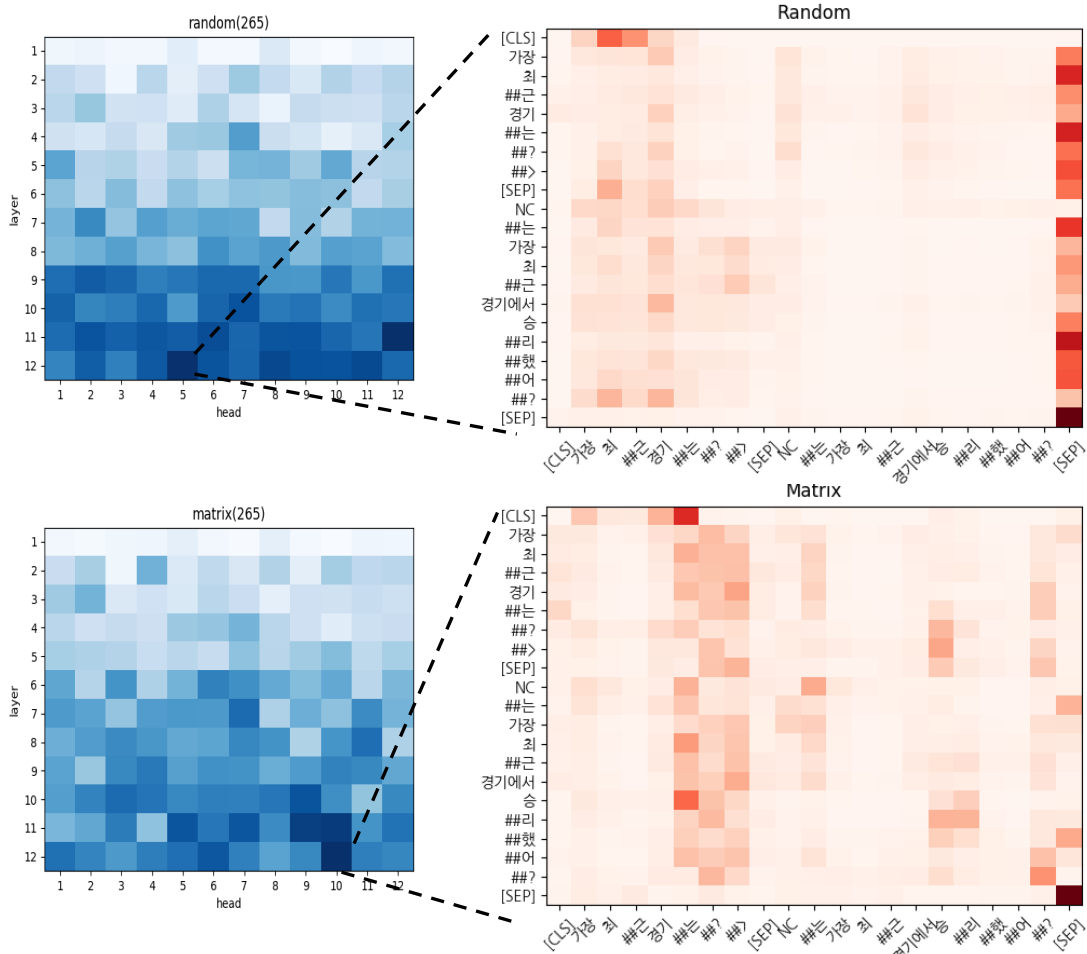 random(265)
layer
1
2
3
4
5
6
7
8
9
10
11
12
1 2 3 4 5 6 7 8 9 10 11 12
head
Random
[CLS]
가장
최
##근
경기
##는
##?
##>
[SEP]
NC
##는
가장
최
##근
경기에서
승
##리
##했
##어
##?
[SEP]
[CLS] 가장 최 ##근 경기 ##는 ##? ##> [SEP] NC ##는 가장 최 ##근 경기에서 승 ##리 ##했 ##어 ##? [SEP]
matrix(265)
layer
1
2
3
4
5
6
7
8
9
10
11
12
1 2 3 4 5 6 7 8 9 10 11 12
head
Matrix
[CLS]
가장
최
##근
경기
##는
##?
##>
[SEP]
NC
##는
가장
최
##근
경기에서
승
##리
##했
##어
##?
[SEP]
[CLS] 가장 최 ##근 경기 ##는 ##? ##> [SEP] NC ##는 가장 최 ##근 경기에서 승 ##리 ##했 ##어 ##? [SEP]